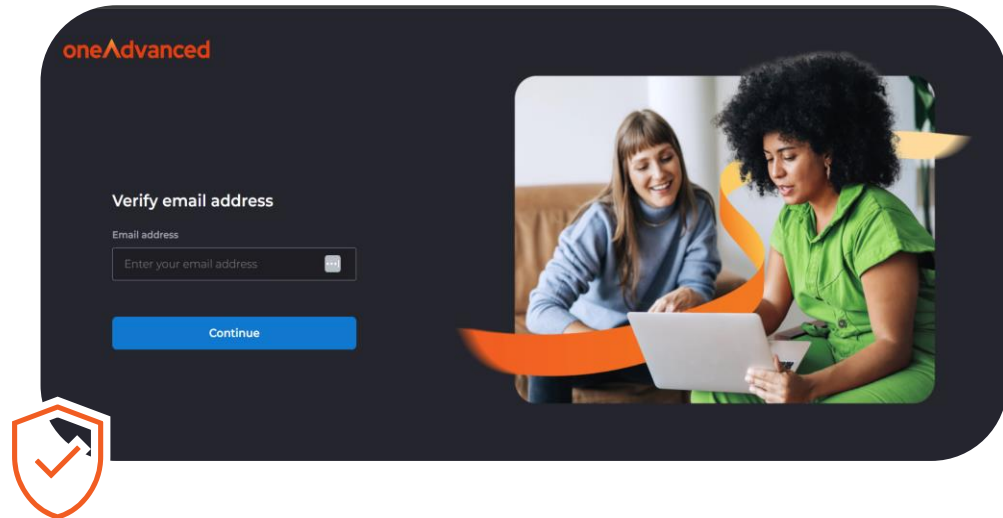 oneAdvanced
Verify email address
Email address
Enter your email address
Continue